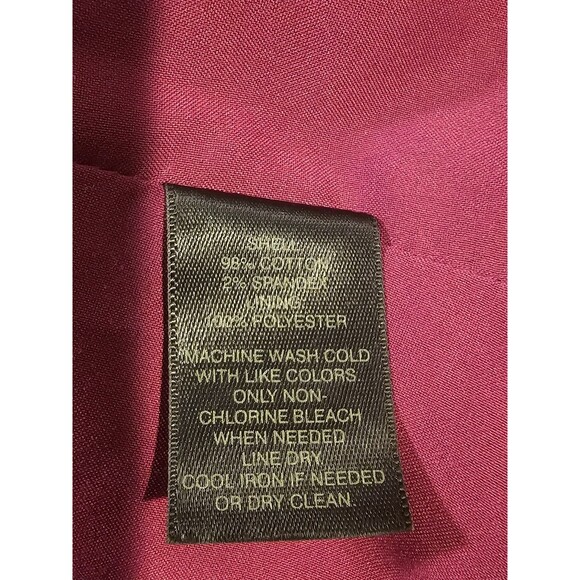 SHELL
98% COTTON
2% SPANDEX
LINING
100% POLYESTER
MACHINE WASH COLD
WITH LIKE COLORS.
ONLY NON-
CHLORINE BLEACH
WHEN NEEDED
LINE DRY
COOL IRON IF NEEDED
OR DRY CLEAN.